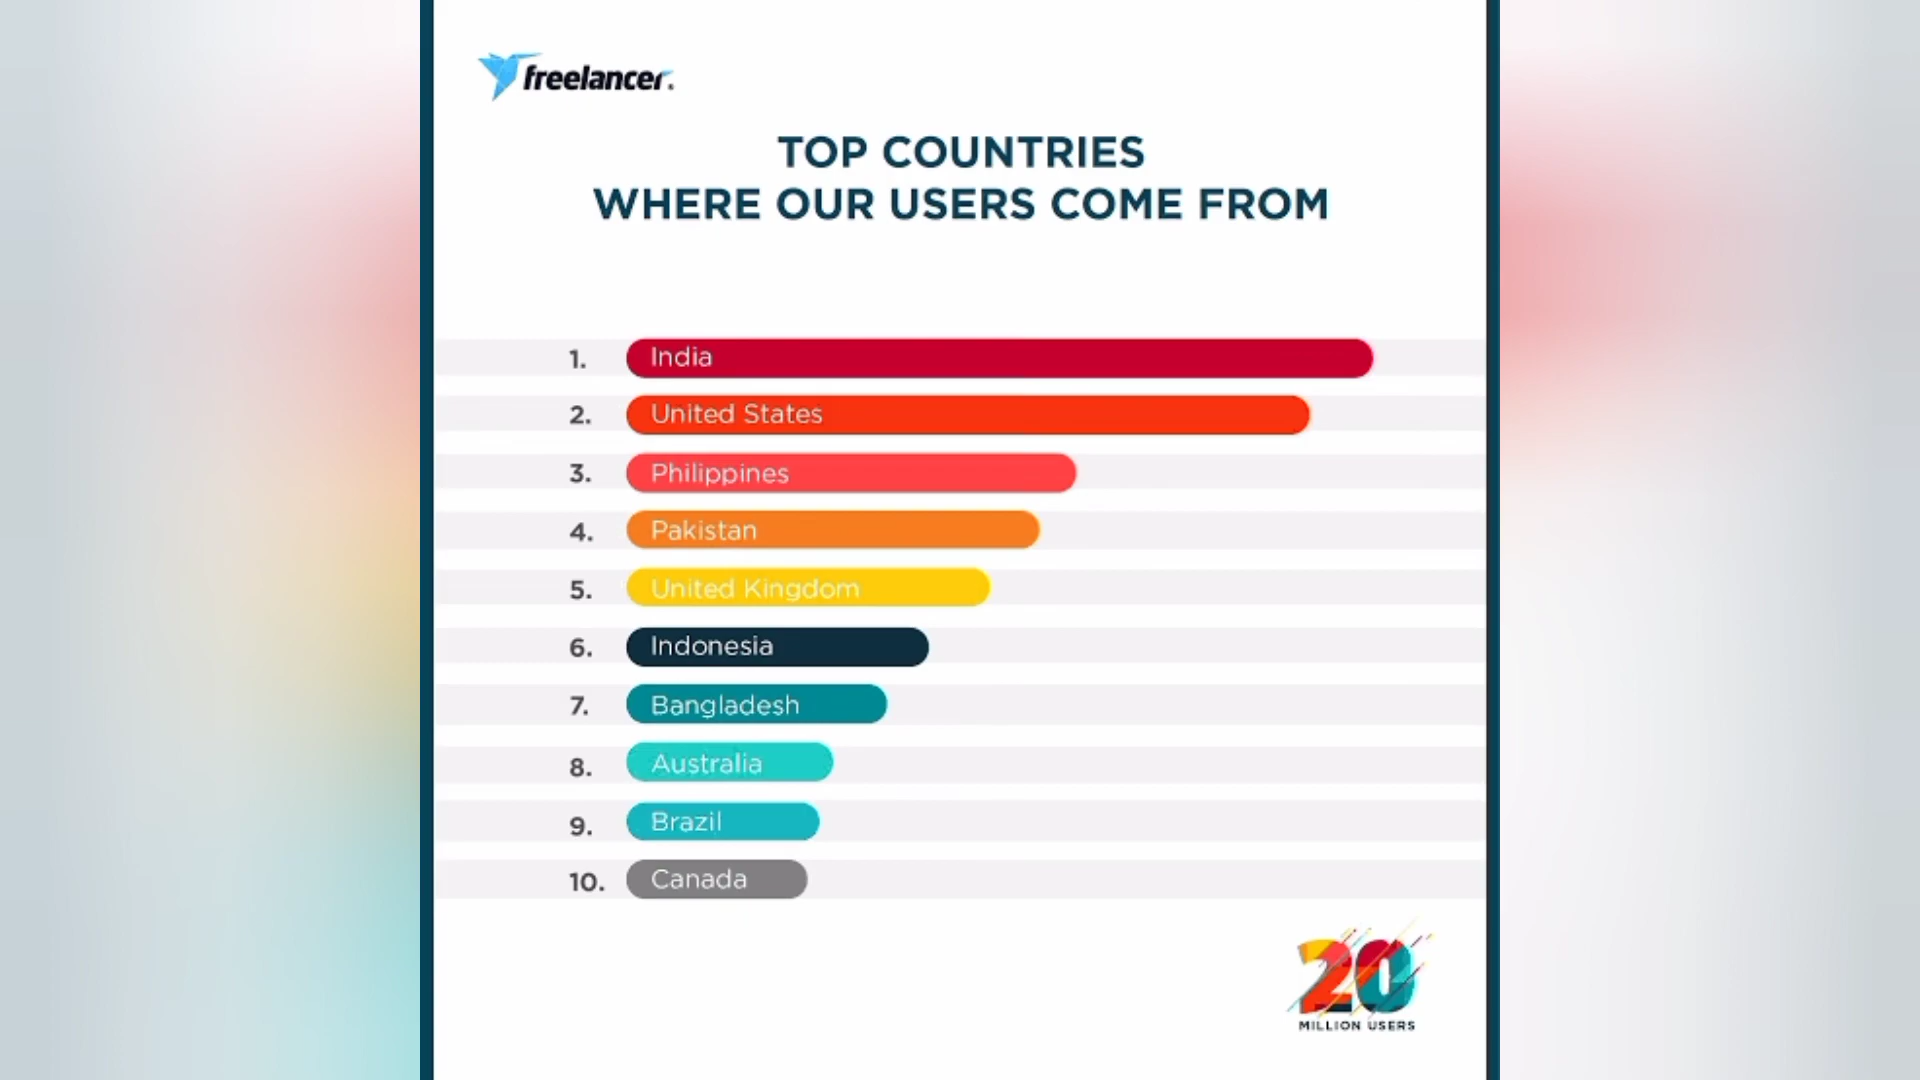 freelancer.
TOP COUNTRIES
WHERE OUR USERS COME FROM
1. India
2. United States
3. Philippines
4. Pakistan
5. United Kingdom
6. Indonesia
7. Bangladesh
8. Australia
9. Brazil
10. Canada
20
MILLION USERS